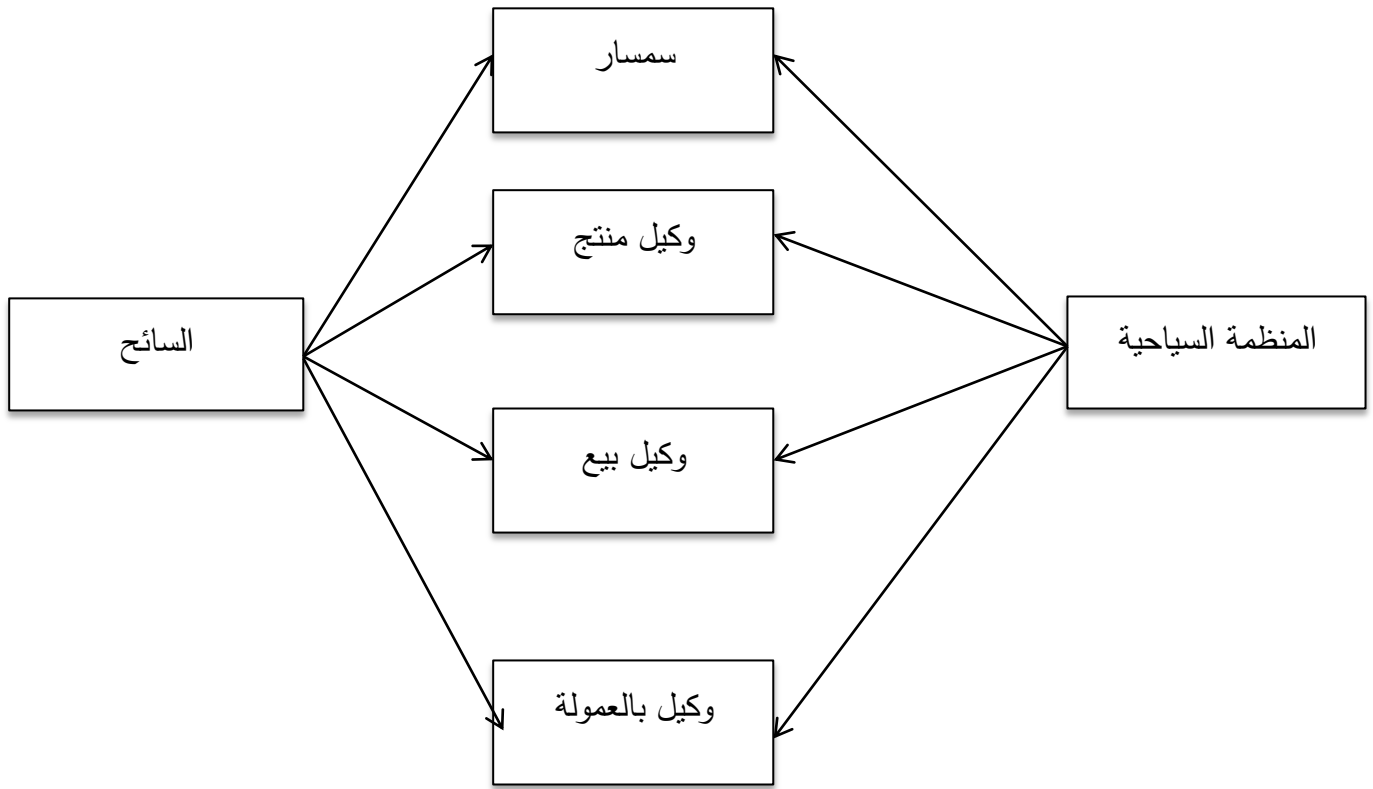 سمسار
وكيل منتج
المنظمة السياحية
السائح
وكيل بيع
وكيل بالعمولة